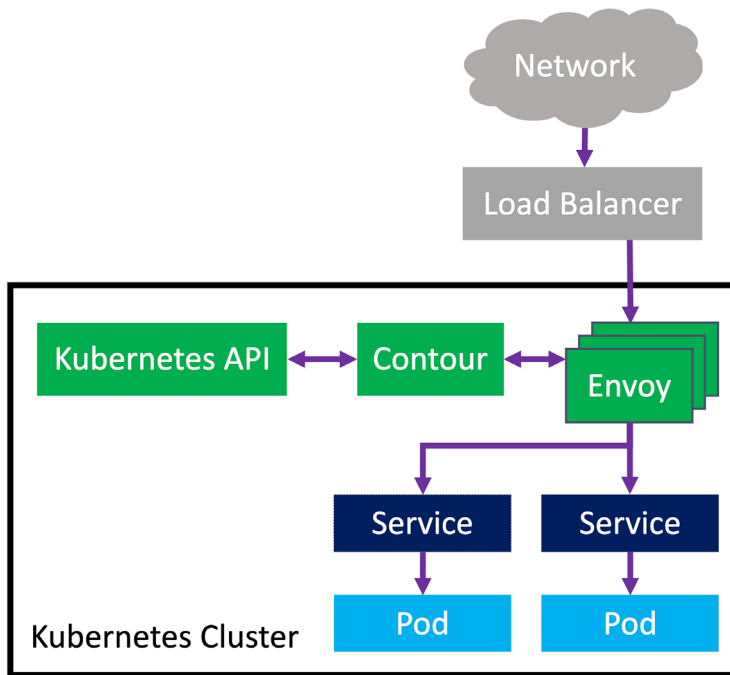 Network
Load Balancer
Kubernetes API
Contour
Envoy
Service
Service
Pod
Pod
Kubernetes Cluster